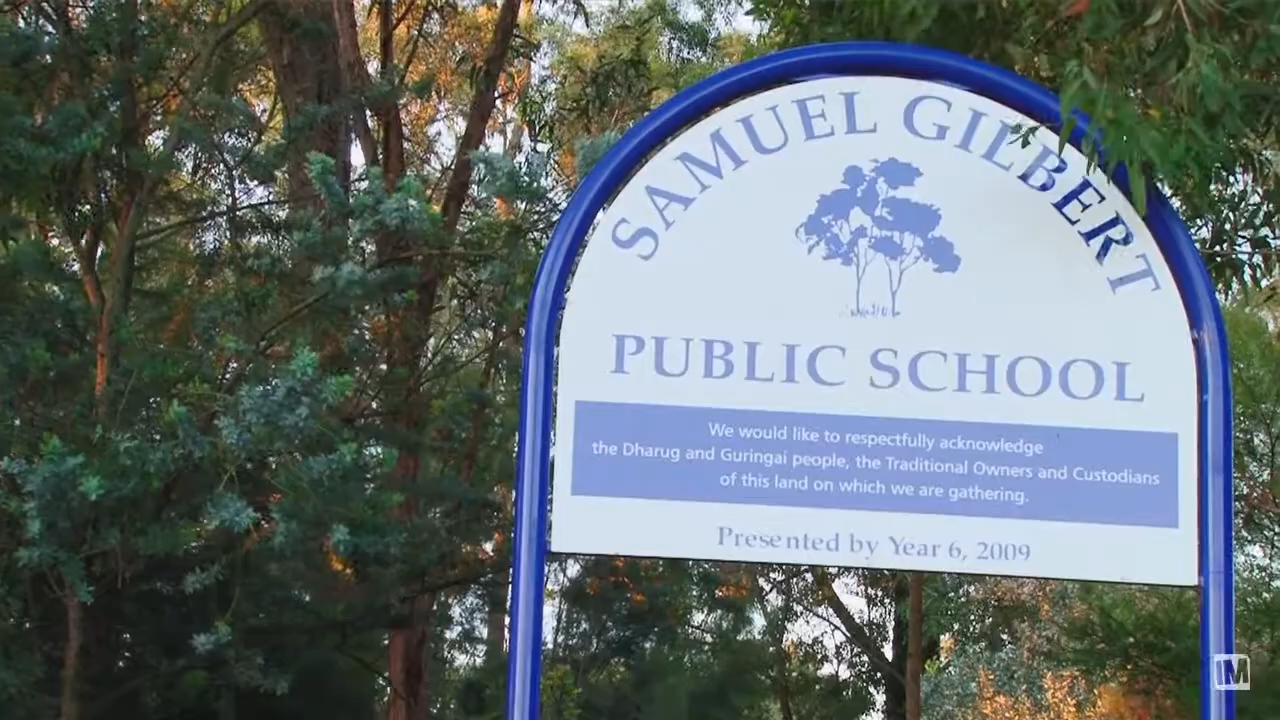 SAMUEL GILBERT
PUBLIC SCHOOL
We would like to respectfully acknowledge
the Dharug and Guringai people, the Traditional Owners and Custodians
of this land on which we are gathering.
Presented by Year 6, 2009
IM